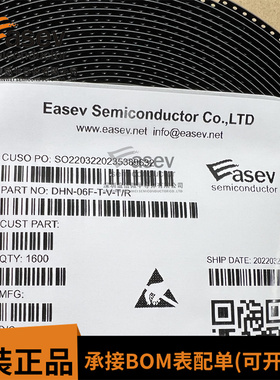 Easev Semiconductor Co.,LTD
www.easev.net info@easev.net
CUSO PO: SO2203220235389632
Easev
semiconductor
PART NO: DHN-06F-T-V-T/R
CUST PART:
QTY: 1600
SHIP DATE: 2022032
MFG:
装正品
承接BOM表配单(可开